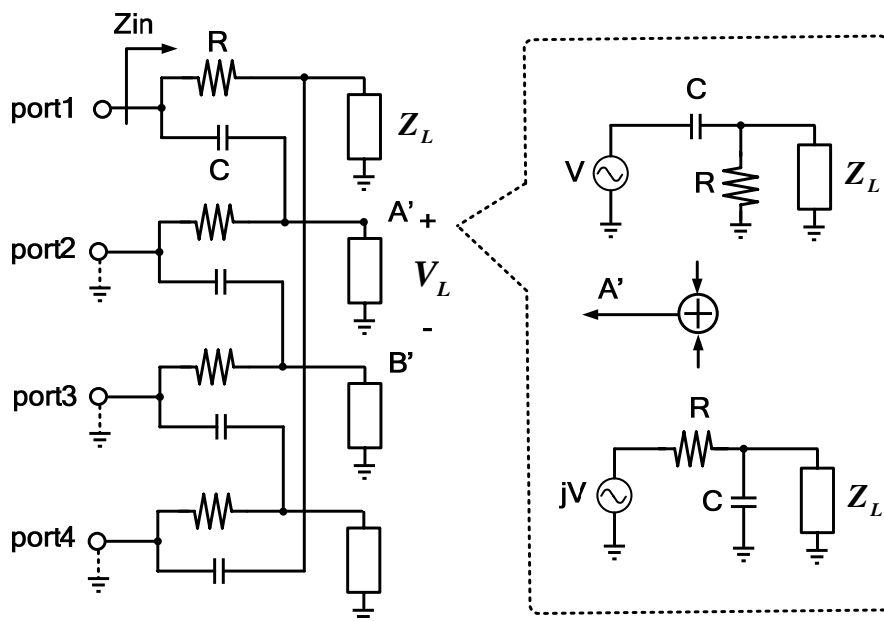 Zin
R
port1
Z_L
C
port2
A'
+
V_L
-
B'
port3
port4
C
V
R
Z_L
A'
R
jV
C
Z_L